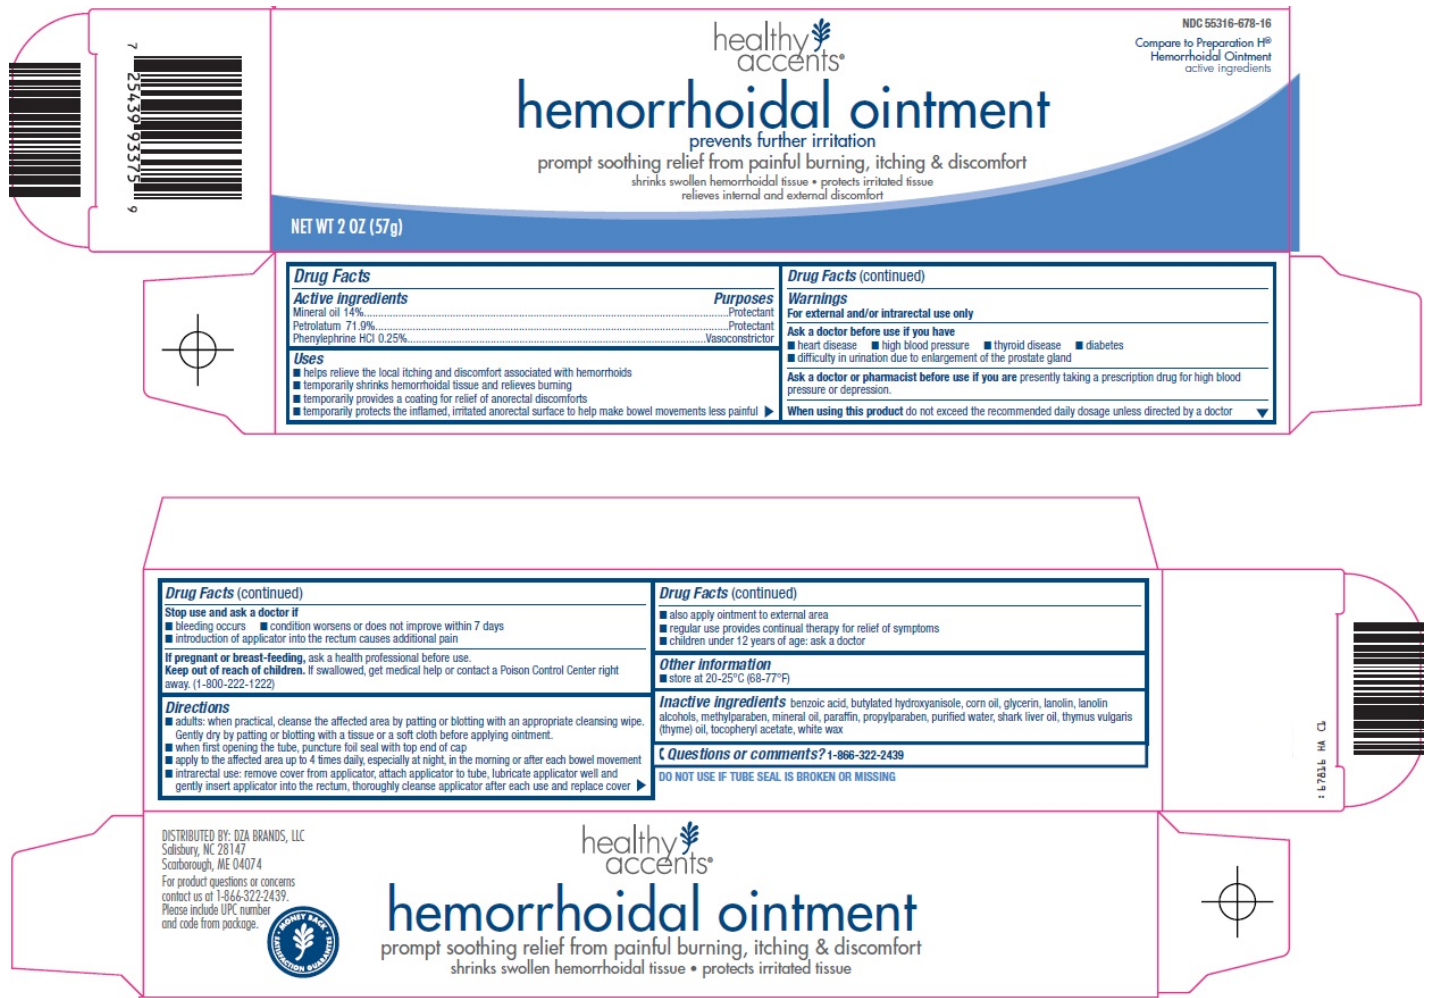 7
25439 93375
9
healthy
accents®
NDC 55316-678-16
Compare to Preparation H®
Hemorrhoidal Ointment
active ingredients
hemorrhoidal ointment
prevents further irritation
prompt soothing relief from painful burning, itching & discomfort
shrinks swollen hemorrhoidal tissue • protects irritated tissue
relieves internal and external discomfort
NET WT 2 OZ (57g)
Drug Facts
Active ingredients Purposes
Mineral oil 14%..........Protectant
Petrolatum 71.9%..........Protectant
Phenylephrine HCl 0.25%..........Vasoconstrictor
Uses
■ helps relieve the local itching and discomfort associated with hemorrhoids
■ temporarily shrinks hemorrhoidal tissue and relieves burning
■ temporarily provides a coating for relief of anorectal discomforts
■ temporarily protects the inflamed, irritated anorectal surface to help make bowel movements less painful ▶
Drug Facts (continued)
Warnings
For external and/or intrarectal use only
Ask a doctor before use if you have
■ heart disease ■ high blood pressure ■ thyroid disease ■ diabetes
■ difficulty in urination due to enlargement of the prostate gland
Ask a doctor or pharmacist before use if you are presently taking a prescription drug for high blood
pressure or depression.
When using this product do not exceed the recommended daily dosage unless directed by a doctor ▼
Drug Facts (continued)
Stop use and ask a doctor if
■ bleeding occurs ■ condition worsens or does not improve within 7 days
■ introduction of applicator into the rectum causes additional pain
If pregnant or breast-feeding, ask a health professional before use.
Keep out of reach of children. If swallowed, get medical help or contact a Poison Control Center right
away. (1-800-222-1222)
Directions
■ adults: when practical, cleanse the affected area by patting or blotting with an appropriate cleansing wipe.
Gently dry by patting or blotting with a tissue or a soft cloth before applying ointment.
■ when first opening the tube, puncture foil seal with top end of cap
■ apply to the affected area up to 4 times daily, especially at night, in the morning or after each bowel movement
■ intrarectal use: remove cover from applicator, attach applicator to tube, lubricate applicator well and
gently insert applicator into the rectum, thoroughly cleanse applicator after each use and replace cover ▶
Drug Facts (continued)
■ also apply ointment to external area
■ regular use provides continual therapy for relief of symptoms
■ children under 12 years of age: ask a doctor
Other information
■ store at 20-25°C (68-77°F)
Inactive ingredients benzoic acid, butylated hydroxyanisole, corn oil, glycerin, lanolin, lanolin
alcohols, methylparaben, mineral oil, paraffin, propylparaben, purified water, shark liver oil, thymus vulgaris
(thyme) oil, tocopheryl acetate, white wax
Questions or comments? 1-866-322-2439
DO NOT USE IF TUBE SEAL IS BROKEN OR MISSING
: 67816 HA C1
DISTRIBUTED BY: DZA BRANDS, LLC
Salisbury, NC 28147
Scarborough, ME 04074
For product questions or concerns
contact us at 1-866-322-2439.
Please include UPC number
and code from package.
• MONEY BACK •
SATISFACTION GUARANTEE
healthy
accents®
hemorrhoidal ointment
prompt soothing relief from painful burning, itching & discomfort
shrinks swollen hemorrhoidal tissue • protects irritated tissue